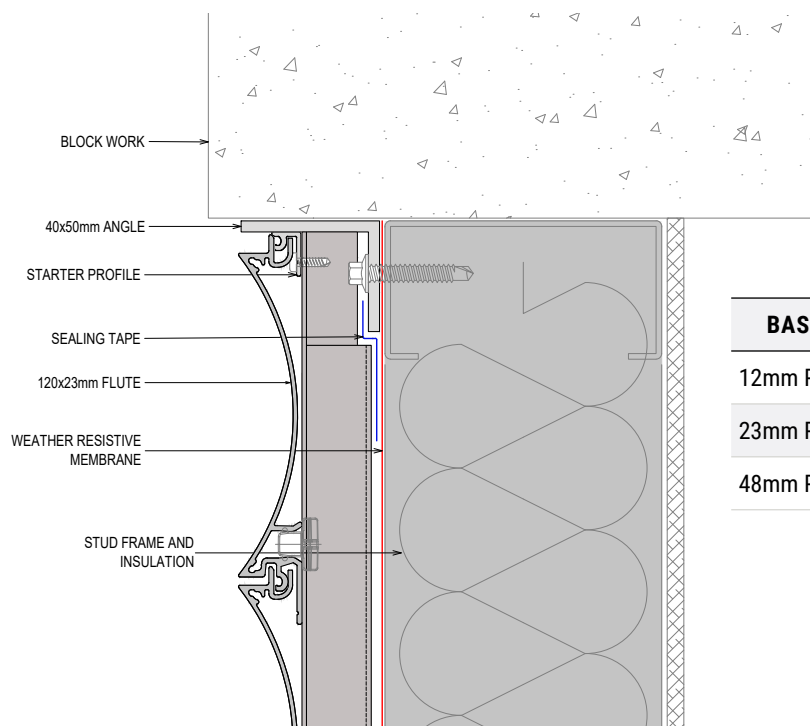 BLOCK WORK
40x50mm ANGLE
STARTER PROFILE
SEALING TAPE
120x23mm FLUTE
WEATHER RESISTIVE
MEMBRANE
STUD FRAME AND
INSULATION
BAS
12mm P
23mm P
48mm P